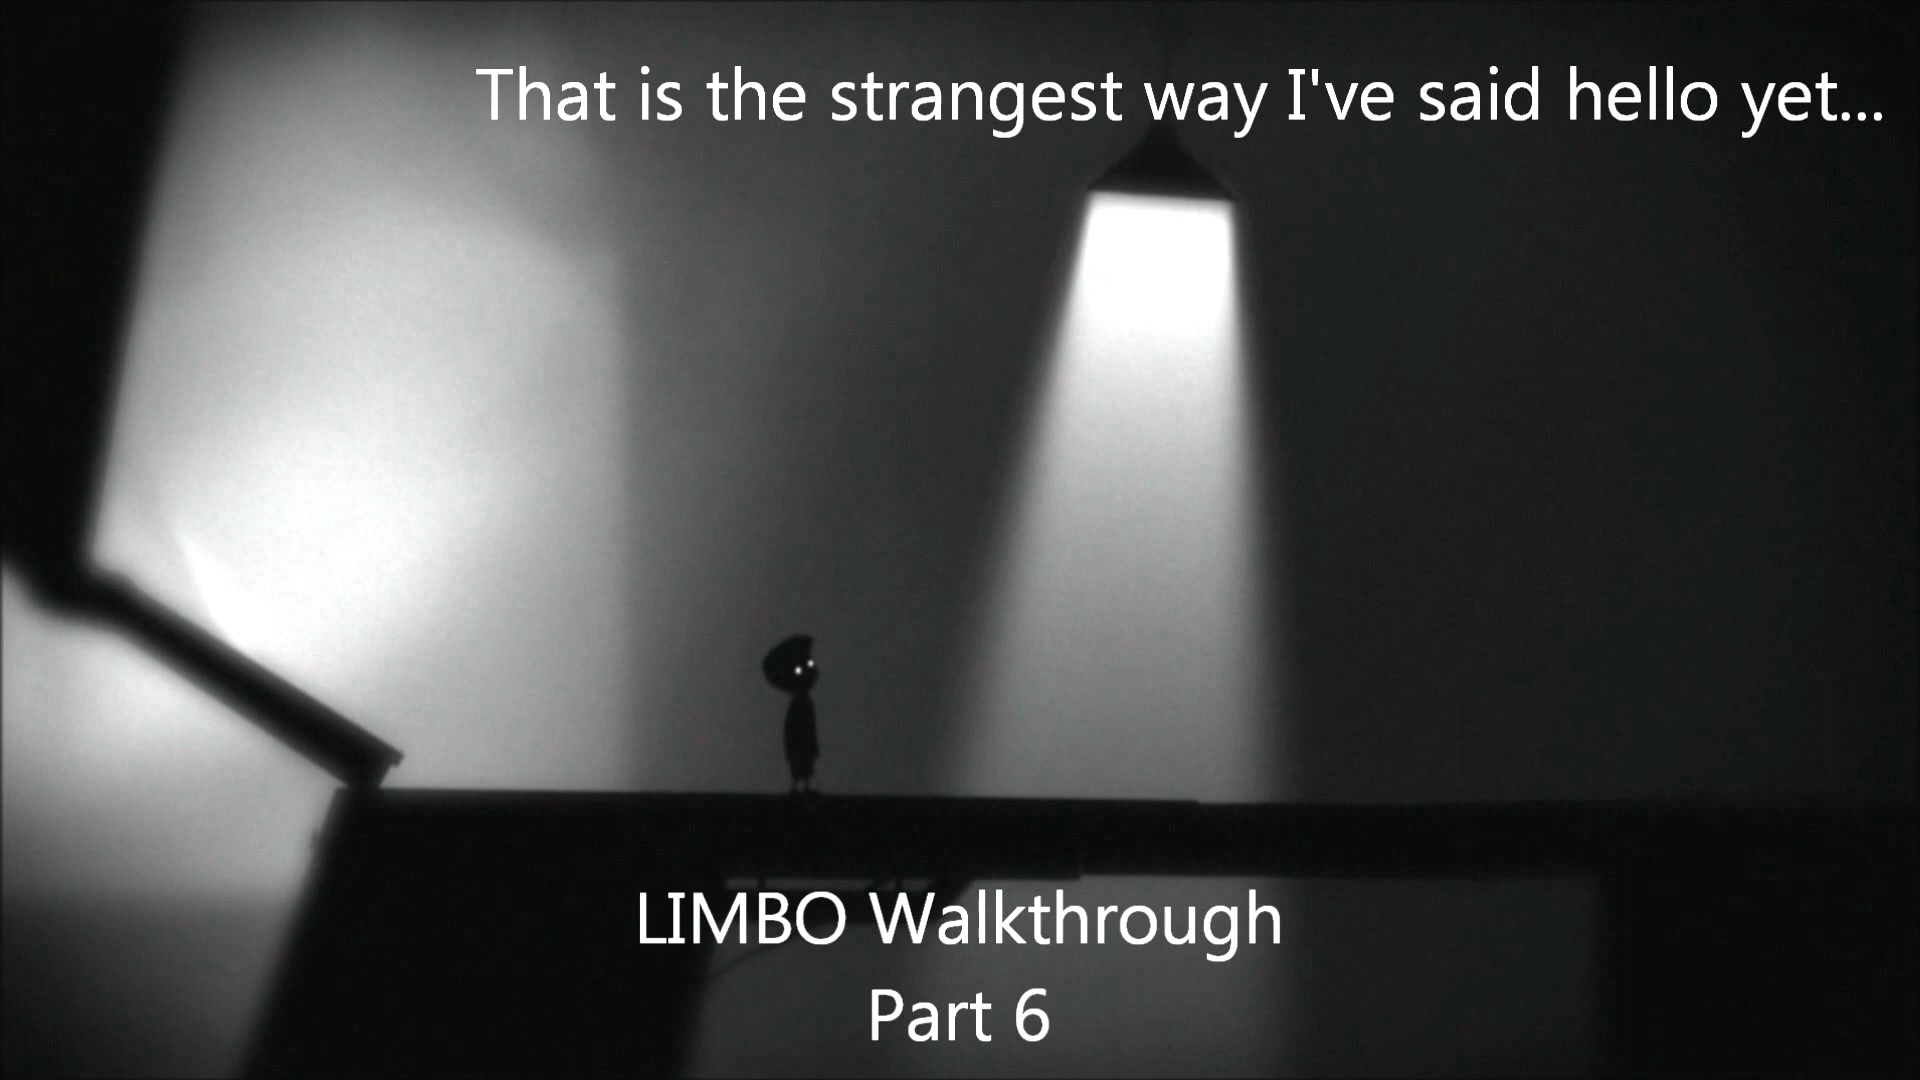 That is the strangest way I've said hello yet...
LIMBO Walkthrough
Part 6